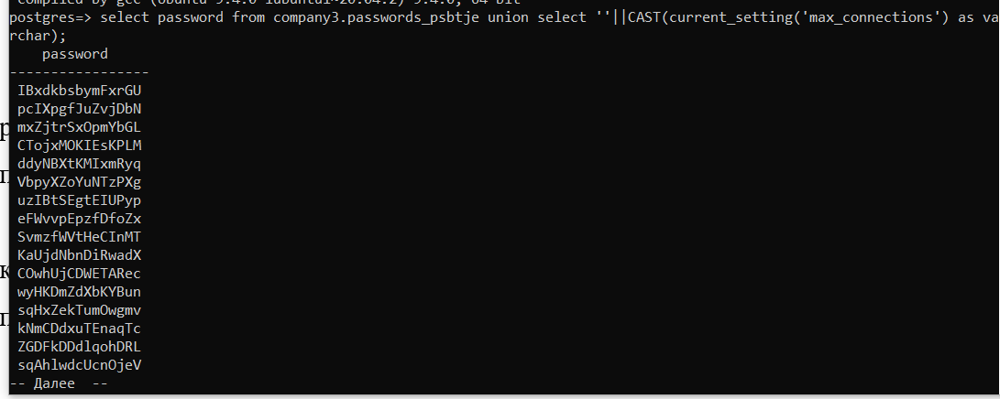 postgres=> select password from company3.passwords_psbtje union select ''||CAST(current_setting('max_connections') as va
rchar);
password
-----------------
IBxdkbsbymFxrGU
pcIXpgfJuZvjDbN
mxZjtrSxOpmYbGL
CTojxMOKIEsKPLM
ddyNBXtKMIxmRyq
VbpyXZoYuNTzPXg
uzIBtSEgtEIUPyp
eFWvvpEpzfDfoZx
SvmzfWVtHeCInMT
KaUjdNbnDiRwadX
COwhUjCDWETARec
wyHKDmZdXbKYBun
sqHxZekTumOwgmv
kNmCDdxuTEnaqTc
ZGDFkDDdlqohDRL
sqAhlwdcUcnOjeV
-- Далее --